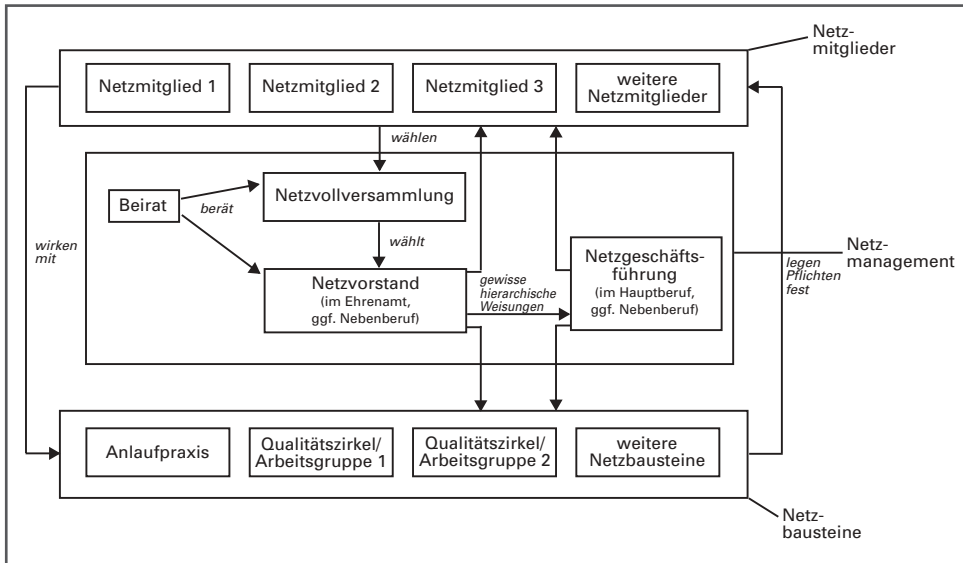 Netz-
mitglieder
Netzmitglied 1
Netzmitglied 2
Netzmitglied 3
weitere
Netzmitglieder
wählen
Netzvollversammlung
Beirat
berät
wählt
wirken
mit
Netzvorstand
(im Ehrenamt,
ggf. Nebenberuf)
gewisse
hierarchische
Weisungen
Netzgeschäfts-
führung
(im Hauptberuf,
ggf. Nebenberuf)
legen
Pflichten
fest
Netz-
management
Anlaufpraxis
Qualitätszirkel/
Arbeitsgruppe 1
Qualitätszirkel/
Arbeitsgruppe 2
weitere
Netzbausteine
Netz-
bausteine